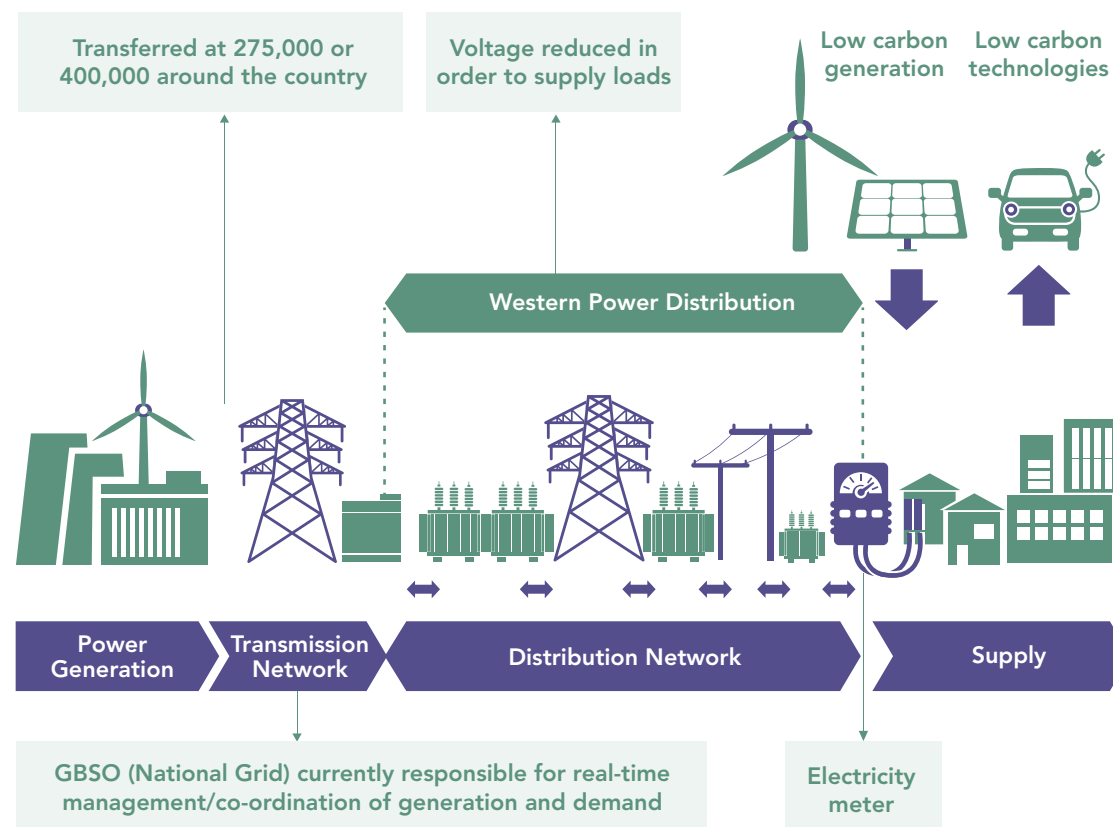 Transferred at 275,000 or
400,000 around the country
Voltage reduced in
order to supply loads
Low carbon
generation
Low carbon
technologies
Western Power Distribution
Power
Generation
Transmission
Network
Distribution Network
Supply
GBSO (National Grid) currently responsible for real-time
management/co-ordination of generation and demand
Electricity
meter